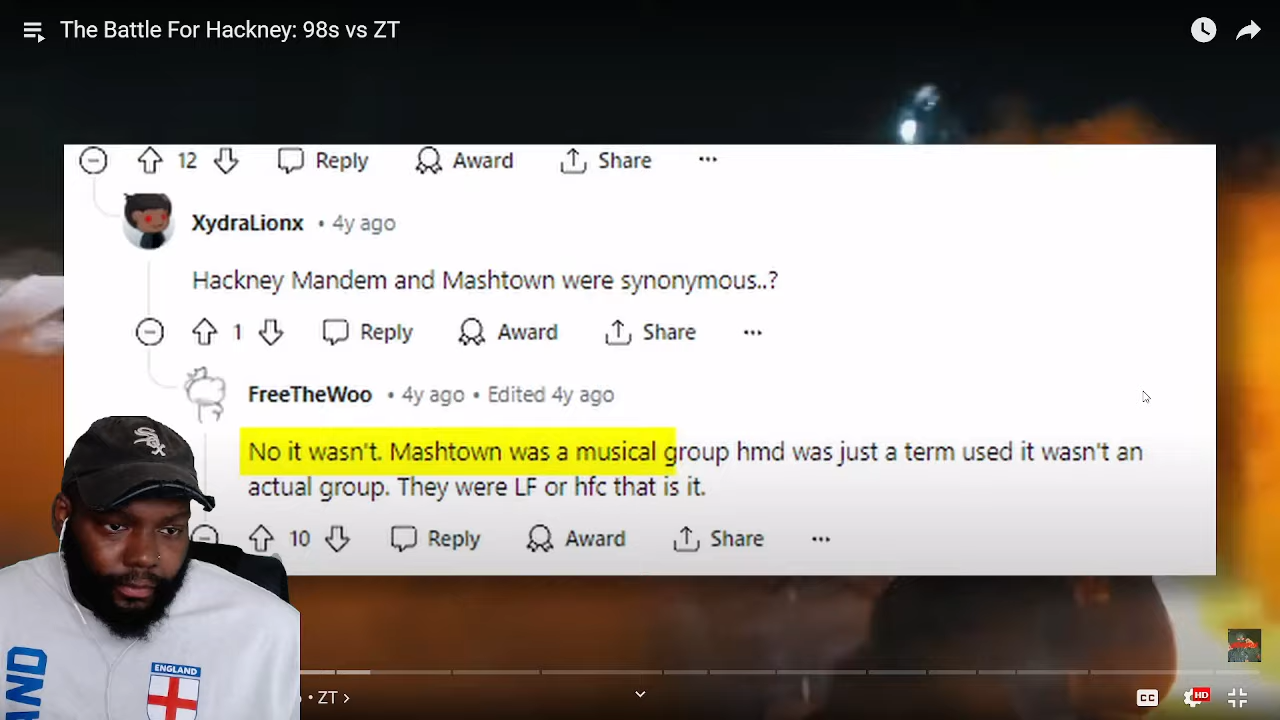 The Battle For Hackney: 98s vs ZT
12 Reply Award Share ...
XydraLionx • 4y ago
Hackney Mandem and Mashtown were synonymous..?
1 Reply Award Share ...
FreeTheWoo • 4y ago • Edited 4y ago
No it wasn't. Mashtown was a musical group hmd was just a term used it wasn't an
actual group. They were LF or hfc that is it.
10 Reply Award Share ...
ENGLAND
AND
• ZT >
CC
HD